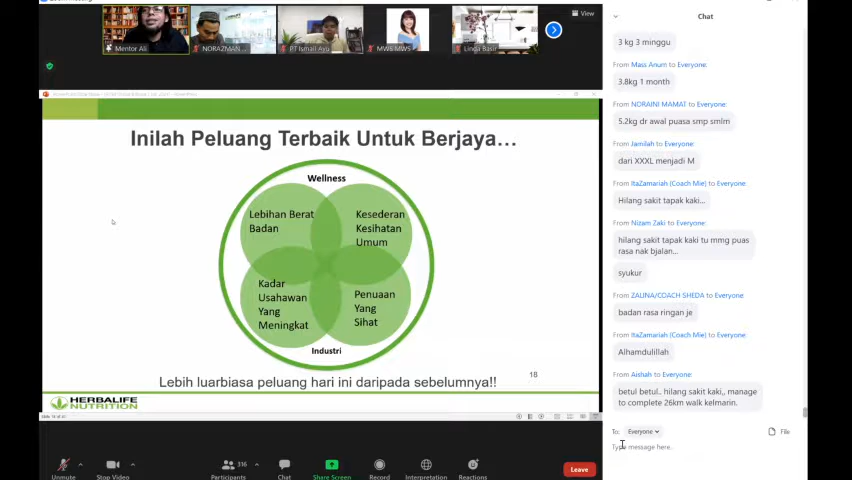 View
Mentor Ali
NORAZMAN ...
PT Ismail Ayu
MWS MWS
Linda Basir
Inilah Peluang Terbaik Untuk Berjaya...
Wellness
Lebihan Berat
Badan
Kesederan
Kesihatan
Umum
Kadar
Usahawan
Yang
Meningkat
Penuaan
Yang
Sihat
Industri
18
Lebih luarbiasa peluang hari ini daripada sebelumnya!!
HERBALIFE
NUTRITION
Unmute
Stop Video
316
Participants
Chat
Share Screen
Record
Interpretation
Reactions
Leave
Chat
3 kg 3 minggu
From Mass Anum to Everyone:
3.8kg 1 month
From NORAINI MAMAT to Everyone:
5.2kg dr awal puasa smp smlm
From Jamilah to Everyone:
dari XXXL menjadi M
From ItaZamariah (Coach Mie) to Everyone:
Hilang sakit tapak kaki...
From Nizam Zaki to Everyone:
hilang sakit tapak kaki tu mmg puas
rasa nak bjalan...
syukur
From ZALINA/COACH SHEDA to Everyone:
badan rasa ringan je
From ItaZamariah (Coach Mie) to Everyone:
Alhamdulillah
From Aishah to Everyone:
betul betul.. hilang sakit kaki,, manage
to complete 26km walk kelmarin.
To: Everyone
File
Type message here..